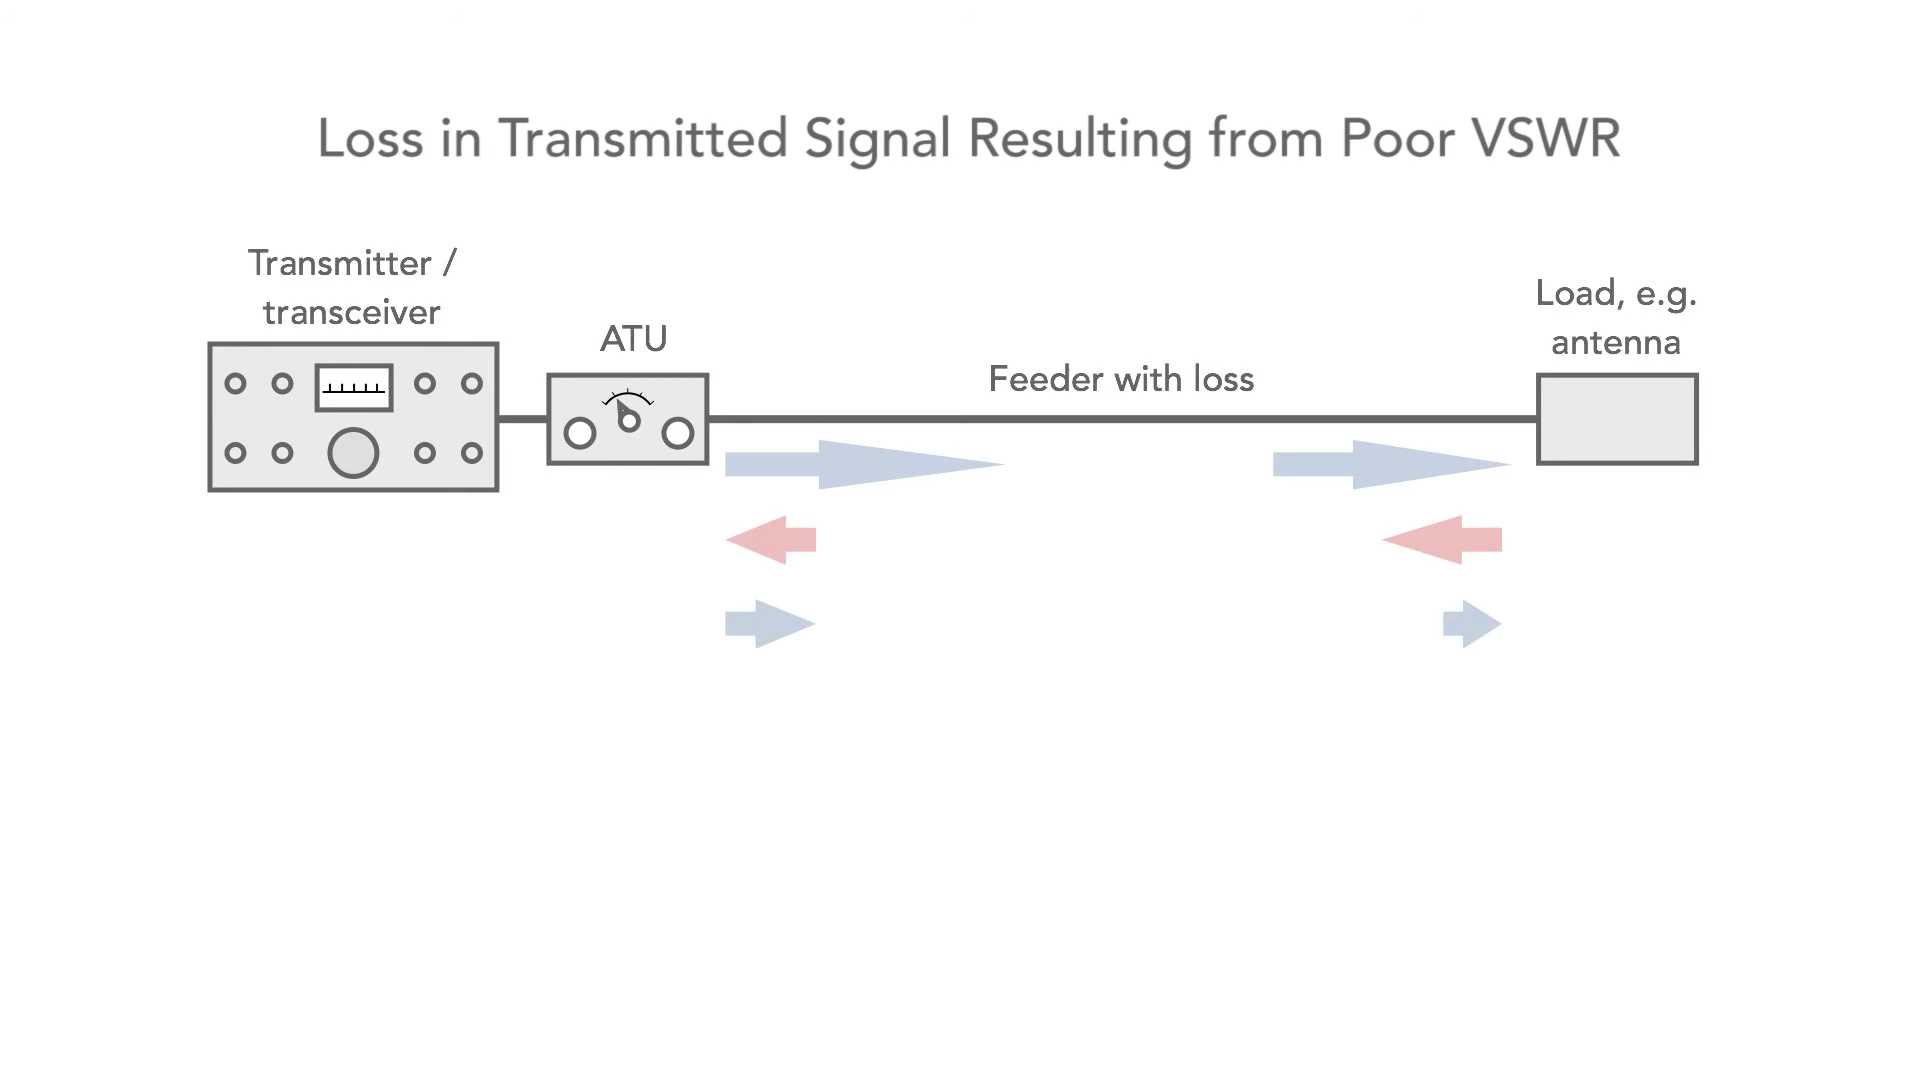 Loss in Transmitted Signal Resulting from Poor VSWR
Transmitter /
transceiver
ATU
Feeder with loss
Load, e.g.
antenna